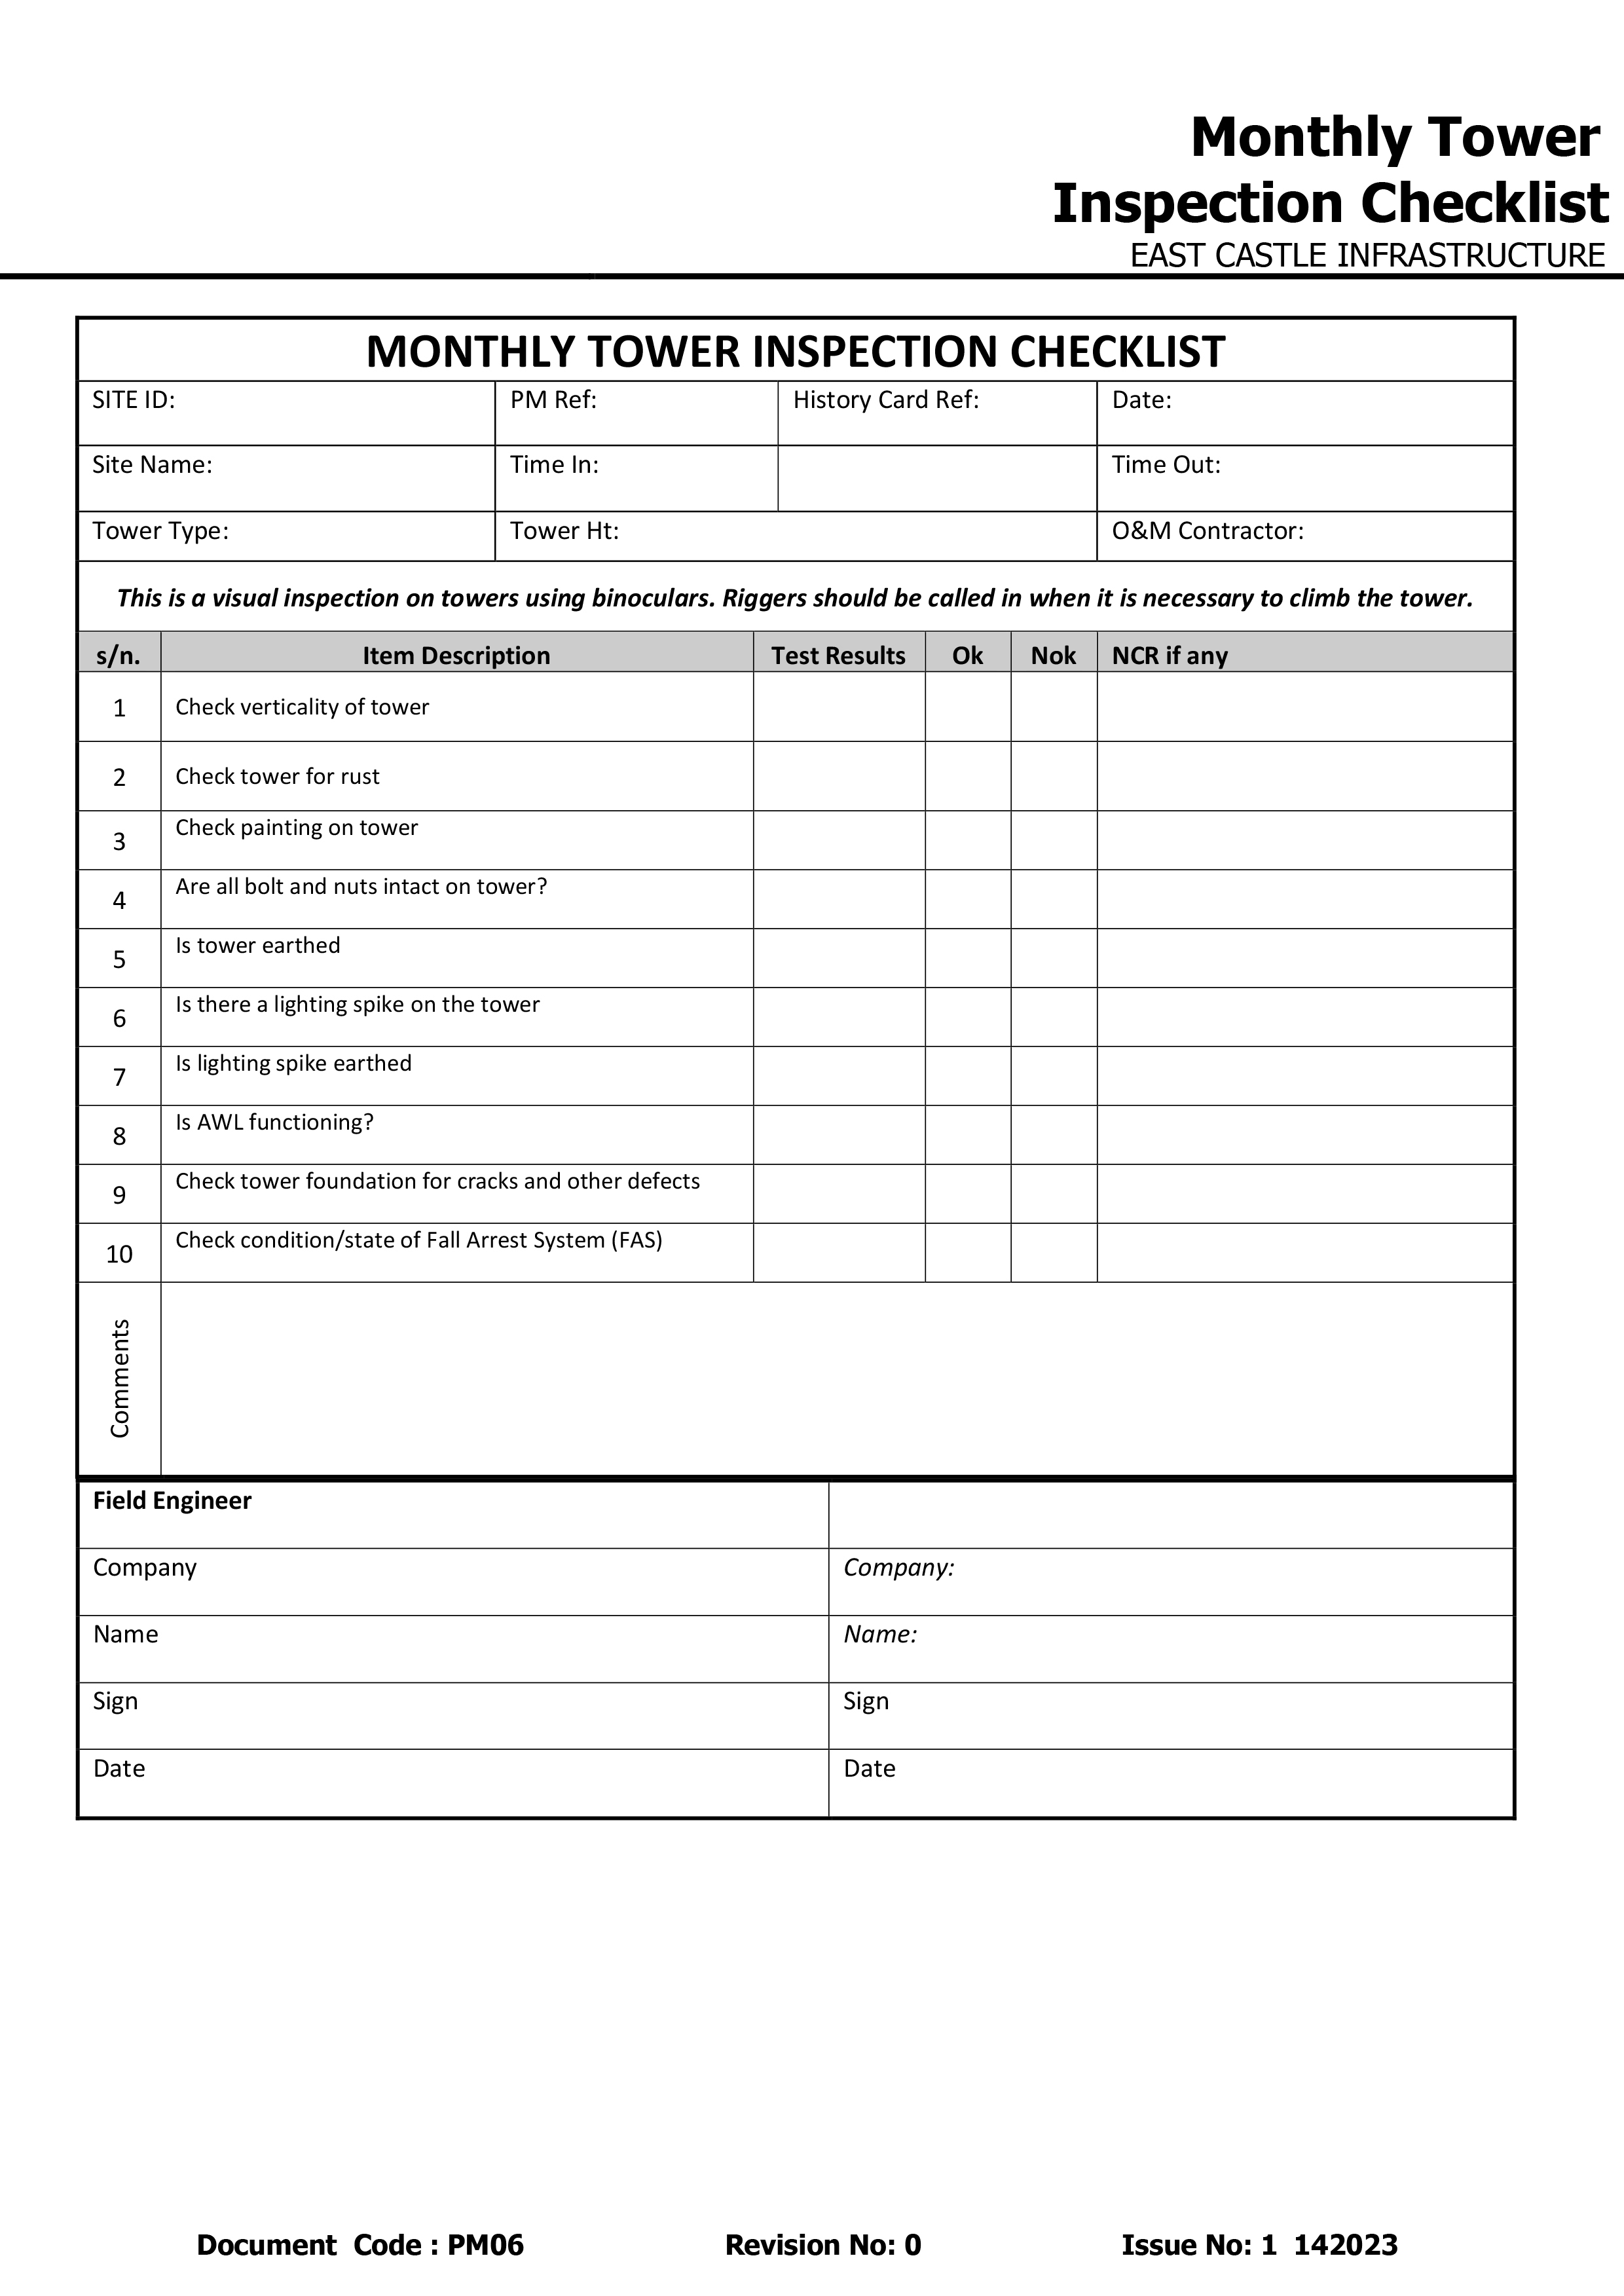 Monthly Tower
Inspection Checklist
EAST CASTLE INFRASTRUCTURE
MONTHLY TOWER INSPECTION CHECKLIST
SITE ID: PM Ref: History Card Ref: Date:
Site Name: Time In: Time Out:
Tower Type: Tower Ht: O&M Contractor:
This is a visual inspection on towers using binoculars. Riggers should be called in when it is necessary to climb the tower.
s/n. Item Description Test Results Ok Nok NCR if any
1 Check verticality of tower
2 Check tower for rust
3 Check painting on tower
4 Are all bolt and nuts intact on tower?
5 Is tower earthed
6 Is there a lighting spike on the tower
7 Is lighting spike earthed
8 Is AWL functioning?
9 Check tower foundation for cracks and other defects
10 Check condition/state of Fall Arrest System (FAS)
Comments
Field Engineer
Company Company:
Name Name:
Sign Sign
Date Date
Document Code : PM06 Revision No: 0 Issue No: 1 142023